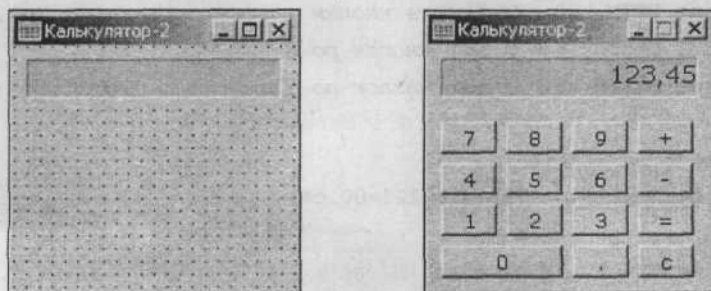 Калькулятор-2
Калькулятор-2
123,45
7 8 9 +
4 5 6 -
1 2 3 =
0 , c